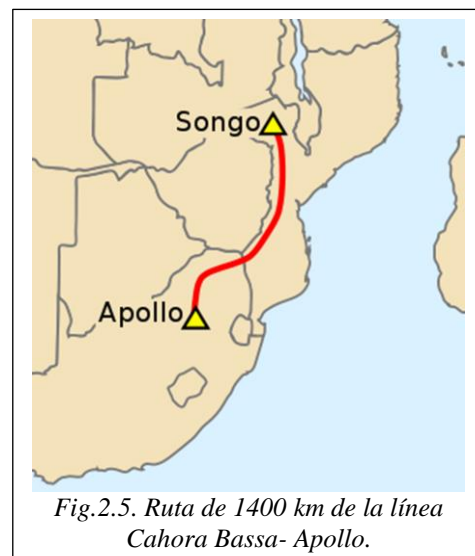 Songo
Apollo
Fig.2.5. Ruta de 1400 km de la línea
Cahora Bassa- Apollo.